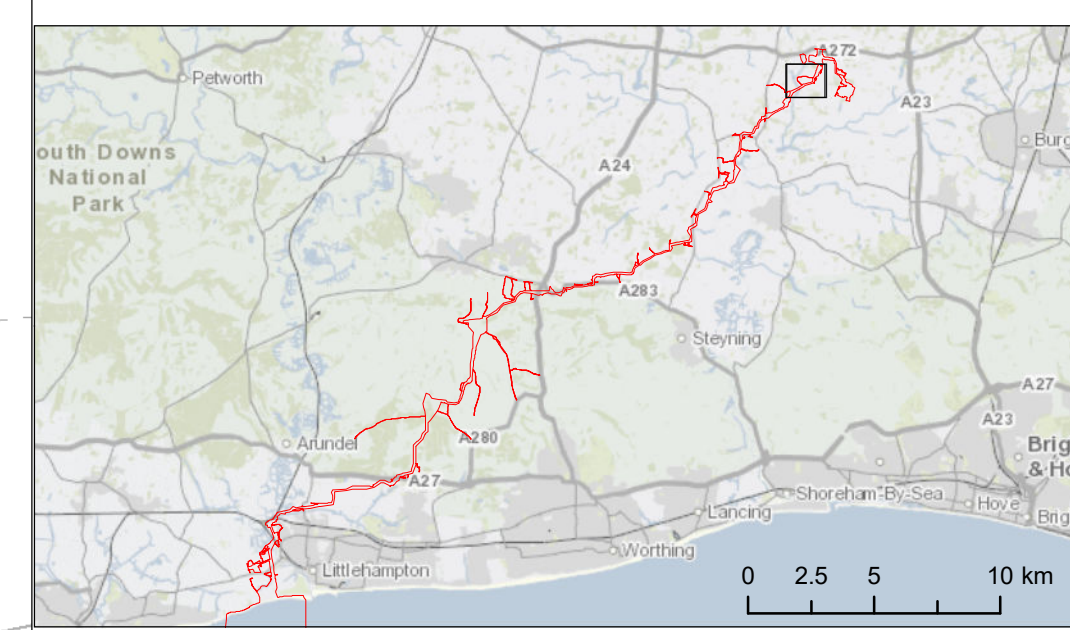 A272
Petworth
A23
Burg
outh Downs
National
Park
A24
A283
Steyning
A27
A23
Arundel
A280
Brig
& Ho
A27
Shoreham-By-Sea
Hove
Lancing
Brig
Worthing
Littlehampton
0 2.5 5 10 km